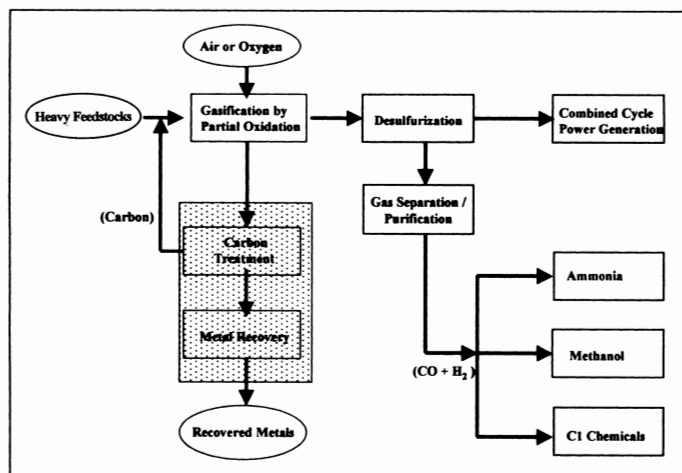 Air or Oxygen
Heavy Feedstocks
Gasification by
Partial Oxidation
Desulfurization
Combined Cycle
Power Generation
(Carbon)
Gas Separation /
Purification
Carbon
Treatment
Ammonia
Metal Recovery
Methanol
(CO + H₂)
Recovered Metals
C1 Chemicals